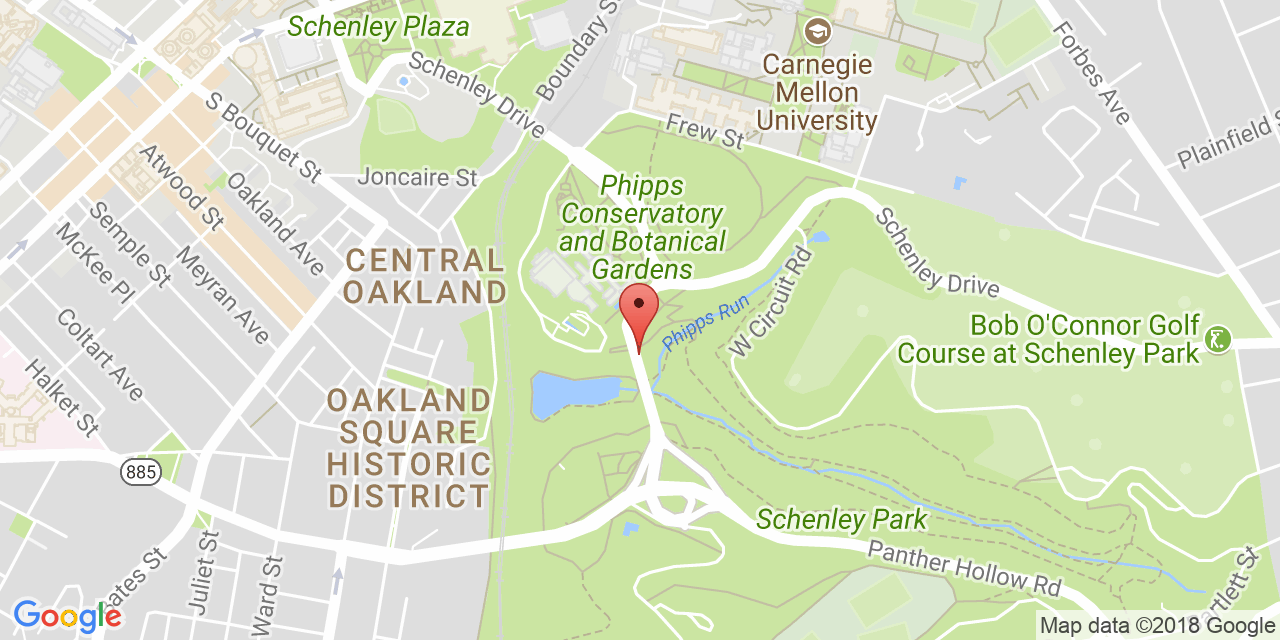 Schenley Plaza
Schenley Drive
Boundary S
Carnegie
Mellon
University
Forbes Ave
Plainfield S
Frew St
S Bouquet St
Joncaire St
Atwood St
Oakland Ave
Semple St
McKee Pl
Meyran Ave
Phipps
Conservatory
and Botanical
Gardens
CENTRAL
OAKLAND
Schenley Drive
W Circuit Rd
Phipps Run
Bob O'Connor Golf
Course at Schenley Park
Coltart Ave
Halket St
OAKLAND
SQUARE
HISTORIC
DISTRICT
885
Schenley Park
Panther Hollow Rd
Juliet St
Ward St
ates St
artlett St
Google
Map data ©2018 Google